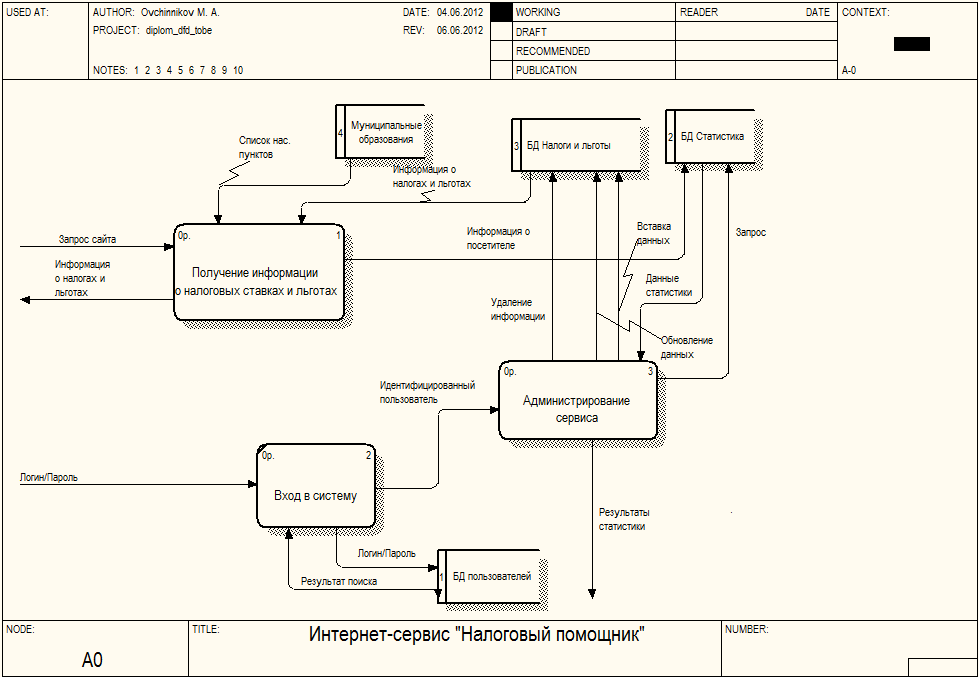 USED AT:
AUTHOR: Ovchinnikov M. A.
DATE: 04.06.2012
PROJECT: diplom_dfd_tobe
REV: 06.06.2012
NOTES: 1 2 3 4 5 6 7 8 9 10
WORKING
DRAFT
RECOMMENDED
PUBLICATION
READER
DATE
CONTEXT:
A-0
4
Муниципальные
образования
3
БД Налоги и льготы
2
БД Статистика
Список нас.
пунктов
Информация о
налогах и льготах
Запрос сайта
Информация
о налогах и
льготах
0р.
1
Получение информации
о налоговых ставках и льготах
Информация о
посетителе
Вставка
данных
Запрос
Данные
статистики
Удаление
информации
Обновление
данных
0р.
3
Администрирование
сервиса
Идентифицированный
пользователь
Логин/Пароль
0р.
2
Вход в систему
Результаты
статистики
Логин/Пароль
Результат поиска
1
БД пользователей
NODE:
A0
TITLE:
Интернет-сервис "Налоговый помощник"
NUMBER: